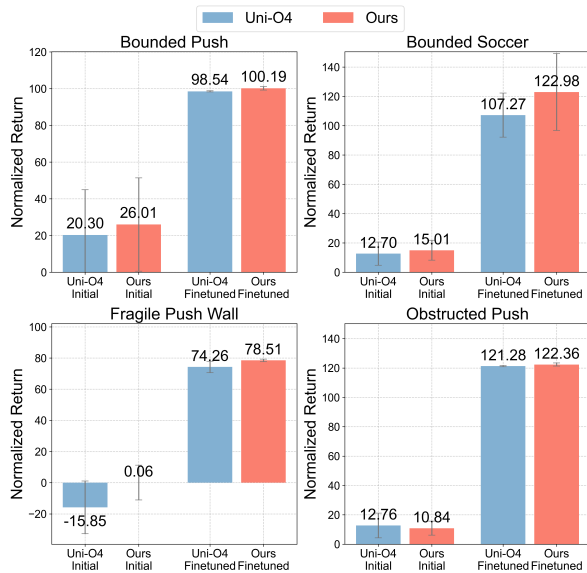 Uni-O4 Ours
Bounded Push
Normalized Return
120
100
80
60
40
20
0
20.30
26.01
98.54
100.19
Uni-O4 Initial
Ours Initial
Uni-O4 Finetuned
Ours Finetuned
Bounded Soccer
Normalized Return
140
120
100
80
60
40
20
0
12.70
15.01
107.27
122.98
Uni-O4 Initial
Ours Initial
Uni-O4 Finetuned
Ours Finetuned
Fragile Push Wall
Normalized Return
100
80
60
40
20
0
−20
-15.85
0.06
74.26
78.51
Uni-O4 Initial
Ours Initial
Uni-O4 Finetuned
Ours Finetuned
Obstructed Push
Normalized Return
140
120
100
80
60
40
20
0
12.76
10.84
121.28
122.36
Uni-O4 Initial
Ours Initial
Uni-O4 Finetuned
Ours Finetuned